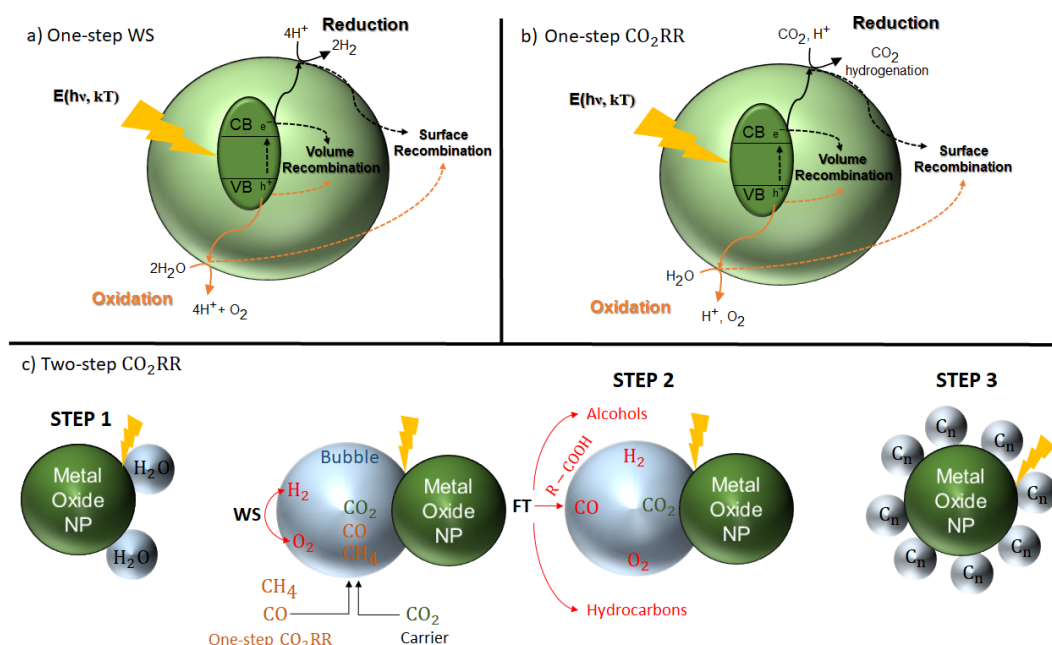 a) One-step WS
4H⁺
Reduction
2H₂
E(hν, kT)
CB e⁻
VB h⁺
Volume
Recombination
Surface
Recombination
2H₂O
Oxidation
4H⁺ + O₂
b) One-step CO₂RR
Reduction
CO₂, H⁺
CO₂
hydrogenation
E(hν, kT)
CB e⁻
VB h⁺
Volume
Recombination
Surface
Recombination
H₂O
Oxidation
H⁺, O₂
c) Two-step CO₂RR
STEP 1
Metal
Oxide
NP
H₂O
H₂O
Bubble
WS
H₂
O₂
CO₂
CO
CH₄
Metal
Oxide
NP
CH₄
CO
One-step CO₂RR
CO₂
Carrier
STEP 2
FT
Alcohols
R − COOH
Hydrocarbons
H₂
CO
CO₂
O₂
Metal
Oxide
NP
STEP 3
Cₙ
Cₙ
Cₙ
Cₙ
Cₙ
Cₙ
Cₙ
Cₙ
Metal
Oxide
NP